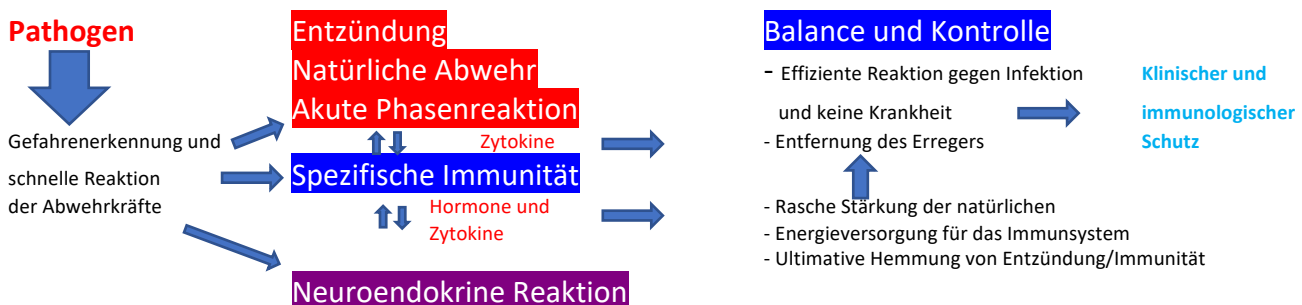 Pathogen
Gefahrenerkennung und
schnelle Reaktion
der Abwehrkräfte
Entzündung
Natürliche Abwehr
Akute Phasenreaktion
Zytokine
Spezifische Immunität
Hormone und
Zytokine
Neuroendokrine Reaktion
Balance und Kontrolle
- Effiziente Reaktion gegen Infektion
und keine Krankheit
- Entfernung des Erregers
- Rasche Stärkung der natürlichen
- Energieversorgung für das Immunsystem
- Ultimative Hemmung von Entzündung/Immunität
Klinischer und
immunologischer
Schutz